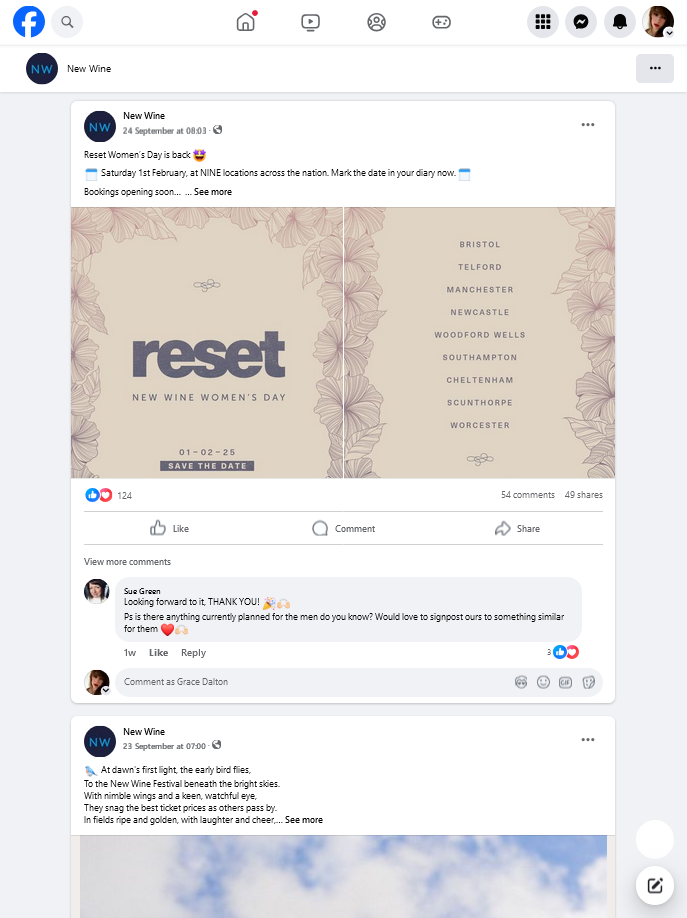 NW New Wine
NW New Wine
24 September at 08:03 ·
Reset Women's Day is back 🤩
🗓️ Saturday 1st February, at NINE locations across the nation. Mark the date in your diary now. 🗓️
Bookings opening soon... ... See more
reset
NEW WINE WOMEN'S DAY
01-02-25
SAVE THE DATE
BRISTOL
TELFORD
MANCHESTER
NEWCASTLE
WOODFORD WELLS
SOUTHAMPTON
CHELTENHAM
SCUNTHORPE
WORCESTER
124
54 comments 49 shares
Like Comment Share
View more comments
Sue Green
Looking forward to it, THANK YOU! 🎉🙌🏻
Ps is there anything currently planned for the men do you know? Would love to signpost ours to something similar
for them ❤️🙌🏻
1w Like Reply 3
Comment as Grace Dalton
GIF
NW New Wine
23 September at 07:00 ·
🐦 At dawn's first light, the early bird flies,
To the New Wine Festival beneath the bright skies.
With nimble wings and a keen, watchful eye,
They snag the best ticket prices as others pass by.
In fields ripe and golden, with laughter and cheer,... See more